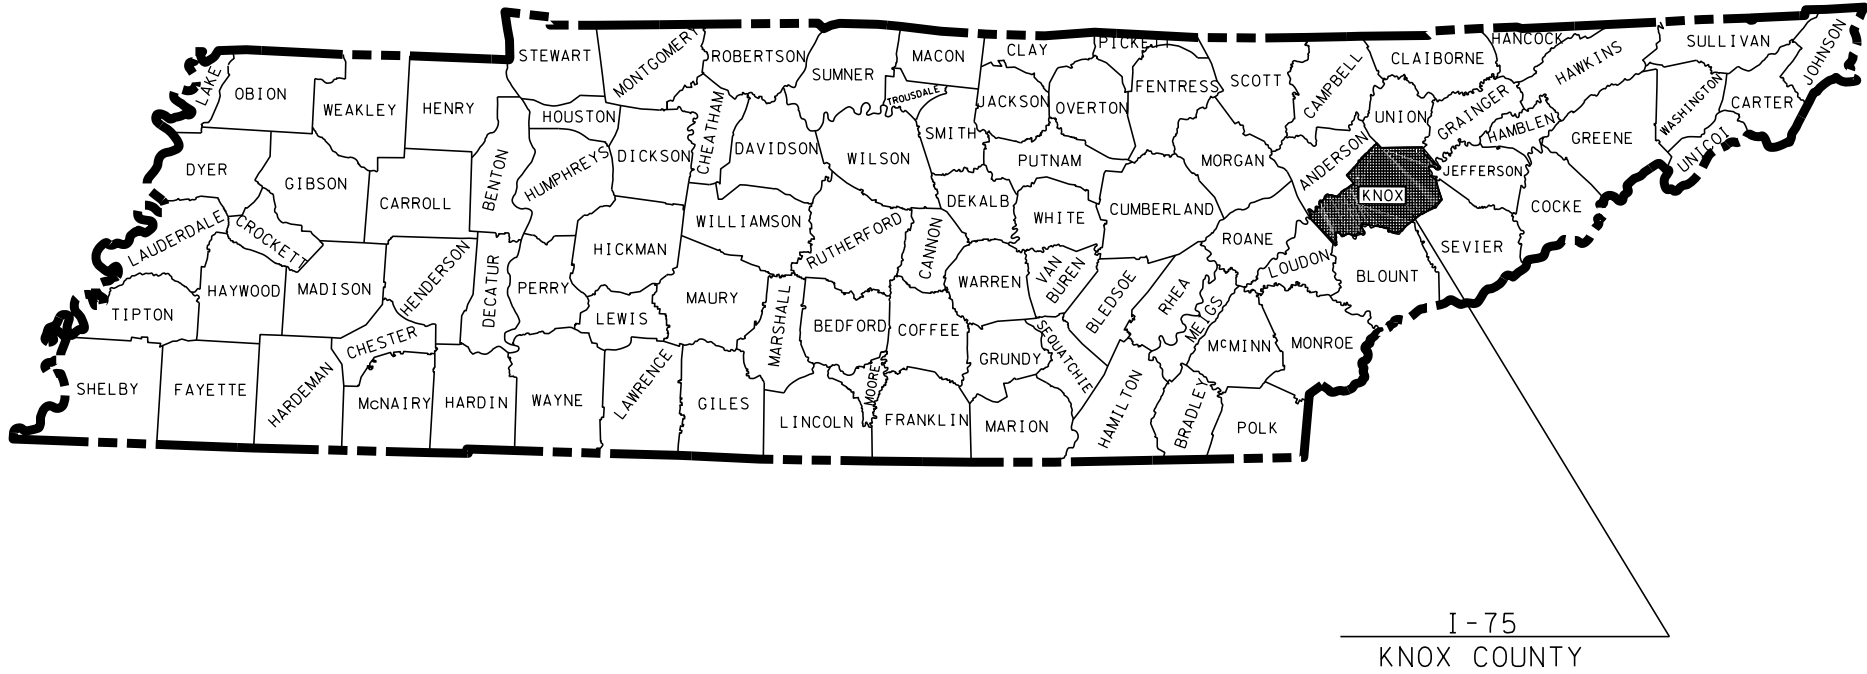 STEWART
MONTGOMERY
ROBERTSON
SUMNER
MACON
CLAY
PICKETT
FENTRESS
SCOTT
CAMPBELL
CLAIBORNE
HANCOCK
HAWKINS
SULLIVAN
JOHNSON
LAKE
OBION
WEAKLEY
HENRY
HOUSTON
CHEATHAM
TROUSDALE
JACKSON
OVERTON
UNION
GRAINGER
HAMBLEN
GREENE
WASHINGTON
CARTER
UNICOI
DYER
GIBSON
CARROLL
BENTON
HUMPHREYS
DICKSON
DAVIDSON
WILSON
SMITH
PUTNAM
MORGAN
ANDERSON
KNOX
JEFFERSON
COCKE
LAUDERDALE
CROCKETT
WILLIAMSON
RUTHERFORD
CANNON
DEKALB
WHITE
CUMBERLAND
ROANE
LOUDON
BLOUNT
SEVIER
TIPTON
HAYWOOD
MADISON
HENDERSON
DECATUR
PERRY
HICKMAN
LEWIS
MAURY
MARSHALL
BEDFORD
COFFEE
WARREN
VAN
BUREN
BLEDSOE
RHEA
MEIGS
McMINN
MONROE
SHELBY
FAYETTE
HARDEMAN
CHESTER
McNAIRY
HARDIN
WAYNE
LAWRENCE
GILES
LINCOLN
MOORE
FRANKLIN
GRUNDY
SEQUATCHIE
MARION
HAMILTON
BRADLEY
POLK
I-75
KNOX COUNTY